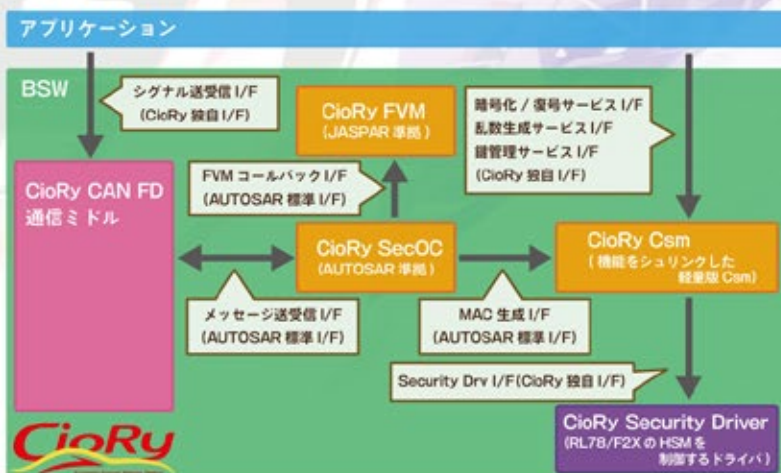 アプリケーション
BSW
シグナル送受信 I/F
(CioRy 独自 I/F)
CioRy FVM
(JASPAR 準拠)
暗号化 / 復号サービス I/F
乱数生成サービス I/F
鍵管理サービス I/F
(CioRy 独自 I/F)
CioRy CAN FD
通信ミドル
FVM コールバック I/F
(AUTOSAR 標準 I/F)
CioRy SecOC
(AUTOSAR 準拠)
CioRy Csm
(機能をシュリンクした
軽量版 Csm)
メッセージ送受信 I/F
(AUTOSAR 標準 I/F)
MAC 生成 I/F
(AUTOSAR 標準 I/F)
Security Drv I/F(CioRy 独自 I/F)
CioRy Security Driver
(RL78/F2X の HSM を
制御するドライバ)
CioRy